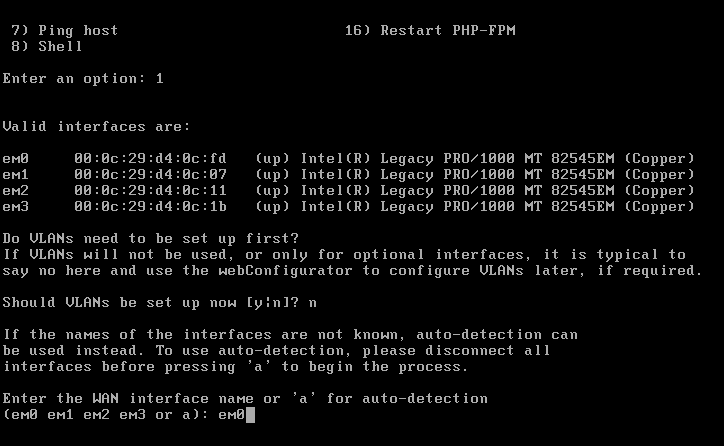 7) Ping host                          16) Restart PHP-FPM
8) Shell
Enter an option: 1
Valid interfaces are:
em0     00:0c:29:d4:0c:fd   (up) Intel(R) Legacy PRO/1000 MT 82545EM (Copper)
em1     00:0c:29:d4:0c:07   (up) Intel(R) Legacy PRO/1000 MT 82545EM (Copper)
em2     00:0c:29:d4:0c:11   (up) Intel(R) Legacy PRO/1000 MT 82545EM (Copper)
em3     00:0c:29:d4:0c:1b   (up) Intel(R) Legacy PRO/1000 MT 82545EM (Copper)
Do VLANs need to be set up first?
If VLANs will not be used, or only for optional interfaces, it is typical to
say no here and use the webConfigurator to configure VLANs later, if required.
Should VLANs be set up now [y|n]? n
If the names of the interfaces are not known, auto-detection can
be used instead. To use auto-detection, please disconnect all
interfaces before pressing 'a' to begin the process.
Enter the WAN interface name or 'a' for auto-detection
(em0 em1 em2 em3 or a): em0